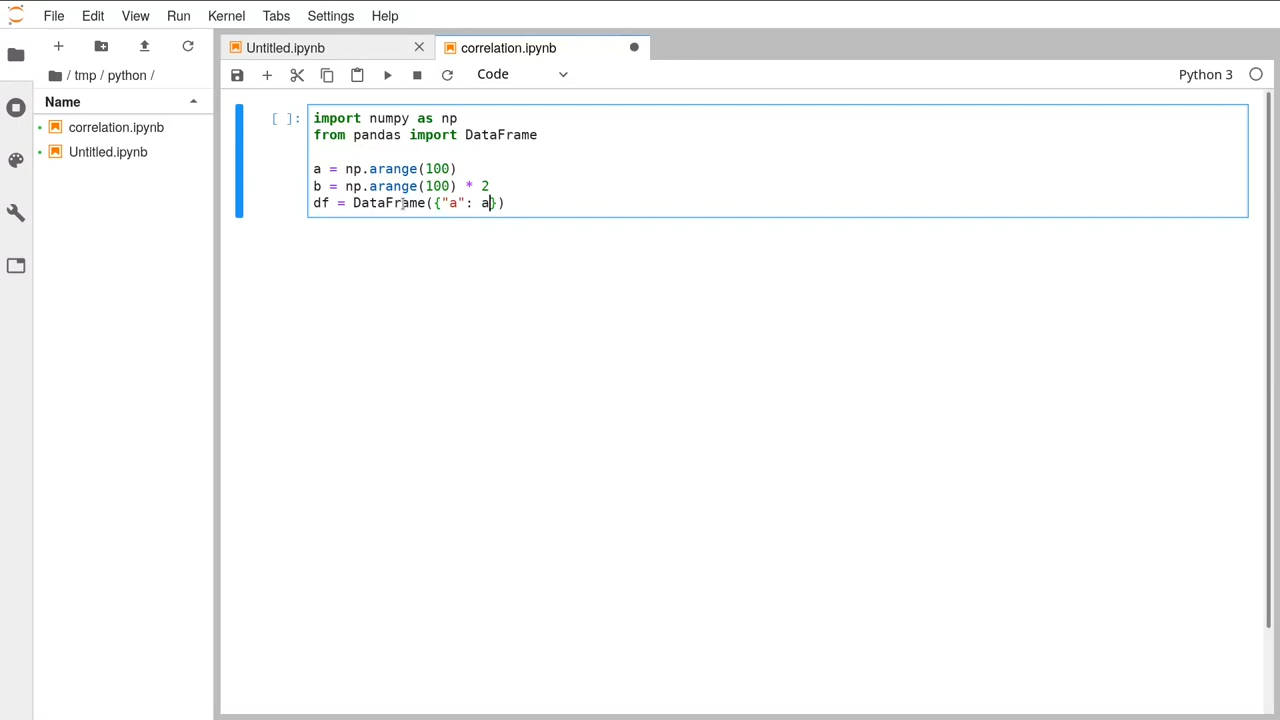 File Edit View Run Kernel Tabs Settings Help
Untitled.ipynb
correlation.ipynb
Code
Python 3
/ tmp / python /
Name
correlation.ipynb
Untitled.ipynb
[ ]:
import numpy as np
from pandas import DataFrame
a = np.arange(100)
b = np.arange(100) * 2
df = DataFrame({"a": a})